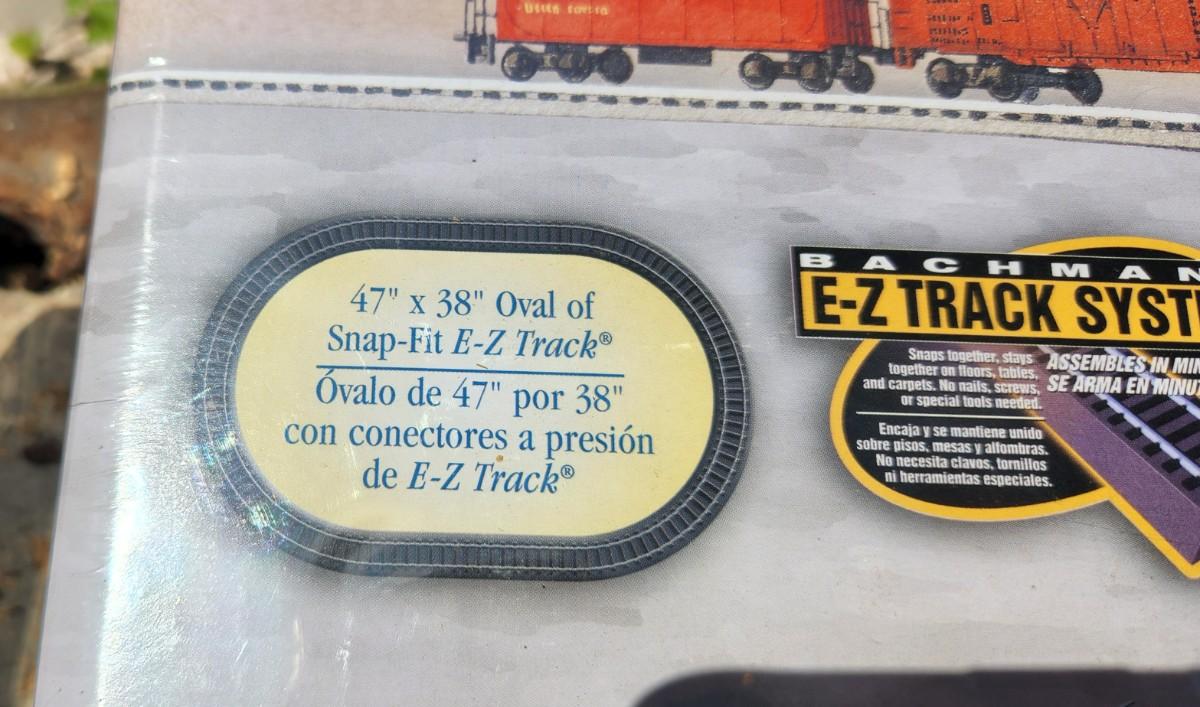 47" x 38" Oval of
Snap-Fit E-Z Track®
Óvalo de 47" por 38"
con conectores a presión
de E-Z Track®
BACHMAN
E-Z TRACK SYST
Snaps together, stays
together on floors, tables,
and carpets. No nails, screws,
or special tools needed.
ASSEMBLES IN MIN
SE ARMA EN MINU
Encaja y se mantiene unido
sobre pisos, mesas y alfombras.
No necesita clavos, tornillos
ni herramientas especiales.